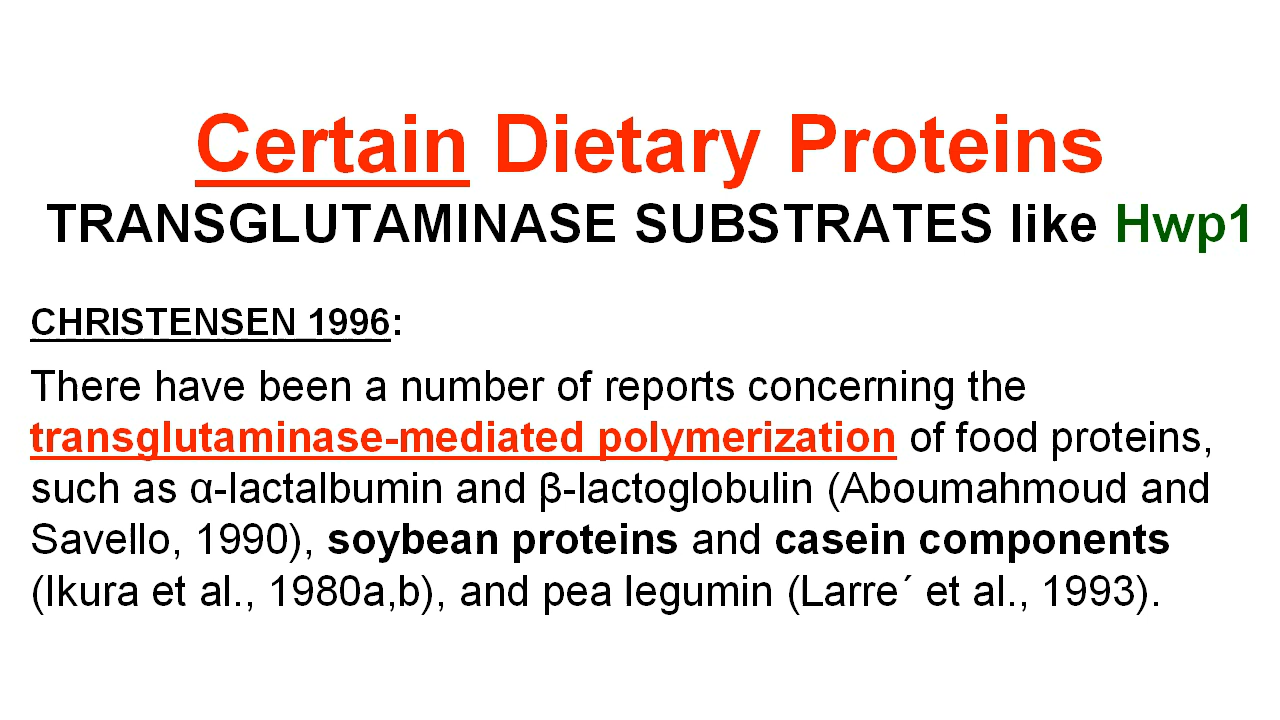 Certain Dietary Proteins
TRANSGLUTAMINASE SUBSTRATES like Hwp1
CHRISTENSEN 1996:
There have been a number of reports concerning the
transglutaminase-mediated polymerization of food proteins,
such as α-lactalbumin and β-lactoglobulin (Aboumahmoud and
Savello, 1990), soybean proteins and casein components
(Ikura et al., 1980a,b), and pea legumin (Larre´ et al., 1993).